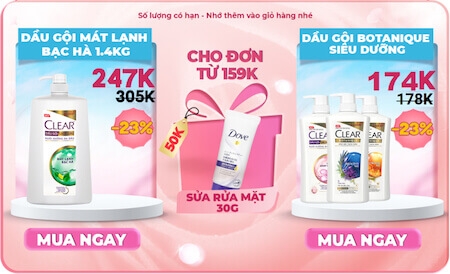 Số lượng có hạn - Nhớ thêm vào giỏ hàng nhé
DẦU GỘI MÁT LẠNH
BẠC HÀ 1.4KG
247K
305K
-23%
CLEAR
MUA NGAY
CHO ĐƠN
TỪ 159K
50K
Dove
SỬA RỬA MẶT
30G
DẦU GỘI BOTANIQUE
SIÊU DƯỠNG
174K
178K
-23%
CLEAR
CLEAR
CLEAR
MUA NGAY